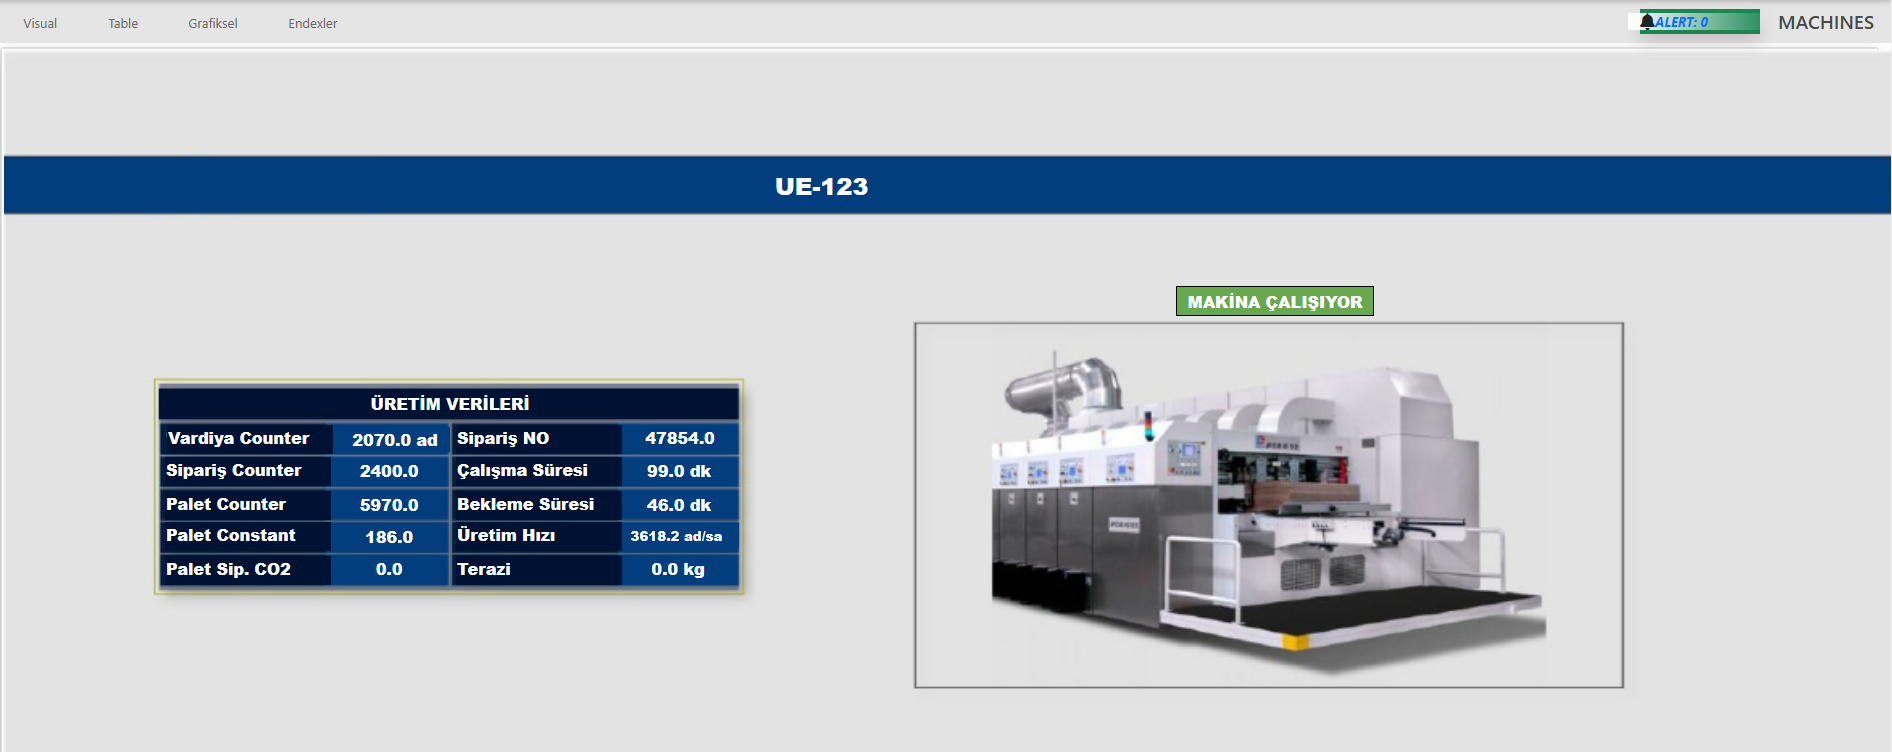 Visual Table Grafiksel Endexler ALERT: 0 MACHINES
UE-123
MAKİNA ÇALIŞIYOR
ÜRETİM VERİLERİ
Vardiya Counter 2070.0 ad Sipariş NO 47854.0
Sipariş Counter 2400.0 Çalışma Süresi 99.0 dk
Palet Counter 5970.0 Bekleme Süresi 46.0 dk
Palet Constant 186.0 Üretim Hızı 3618.2 ad/sa
Palet Sip. CO2 0.0 Terazi 0.0 kg